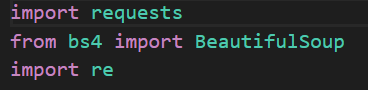 import requests
from bs4 import BeautifulSoup
import re